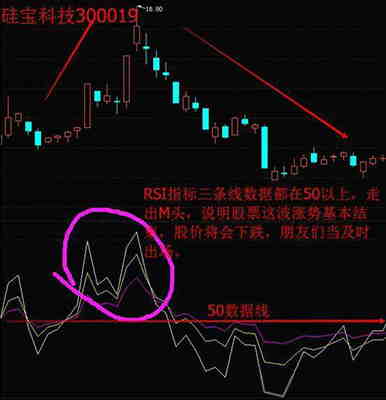 硅宝科技300019
18.00
RSI指标三条线数据都在50以上，走
出M头，说明股票这波涨势基本结
束，股价将会下跌，朋友们当及时
出场。
50数据线